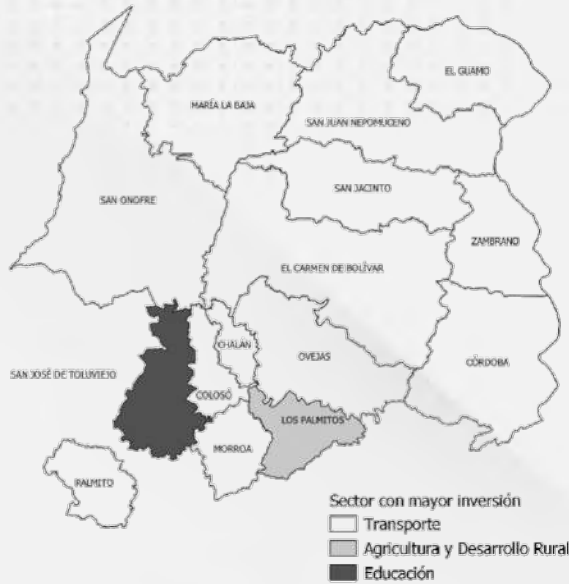 EL GUAMO
MARÍA LA BAJA
SAN JUAN NEPOMUCENO
SAN JACINTO
SAN ONOFRE
ZAMBRANO
EL CARMEN DE BOLÍVAR
CHALÁN
OVEJAS
CÓRDOBA
SAN JOSÉ DE TOLUVIEJO
COLOSÓ
LOS PALMITOS
MORROA
PALMITO
Sector con mayor inversión
Transporte
Agricultura y Desarrollo Rural
Educación